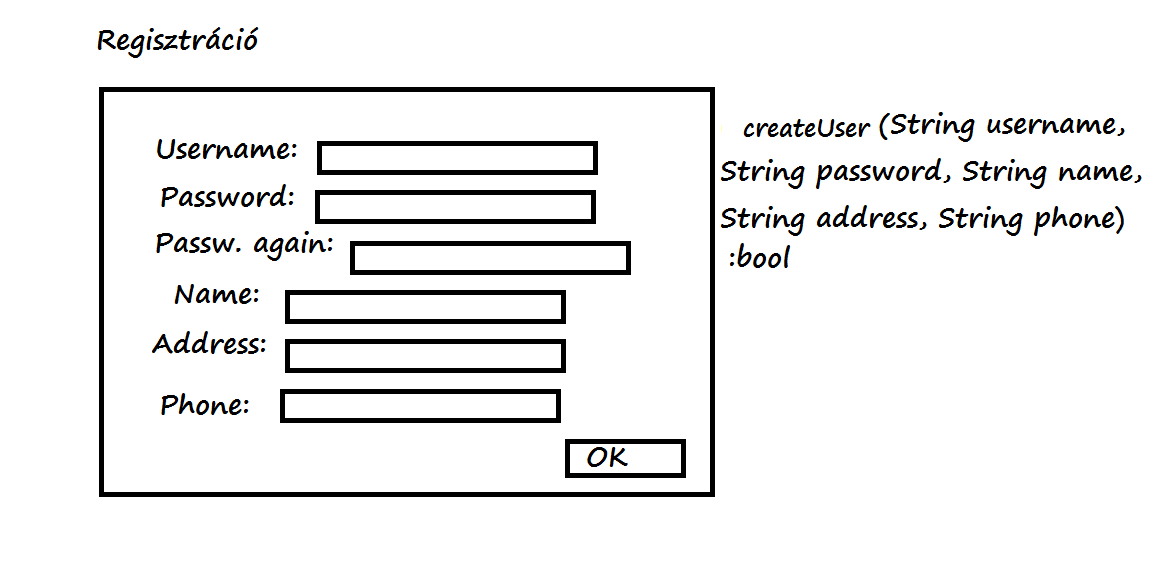 Regisztráció
Username:
Password:
Passw. again:
Name:
Address:
Phone:
OK
createUser (String username,
String password, String name,
String address, String phone)
:bool